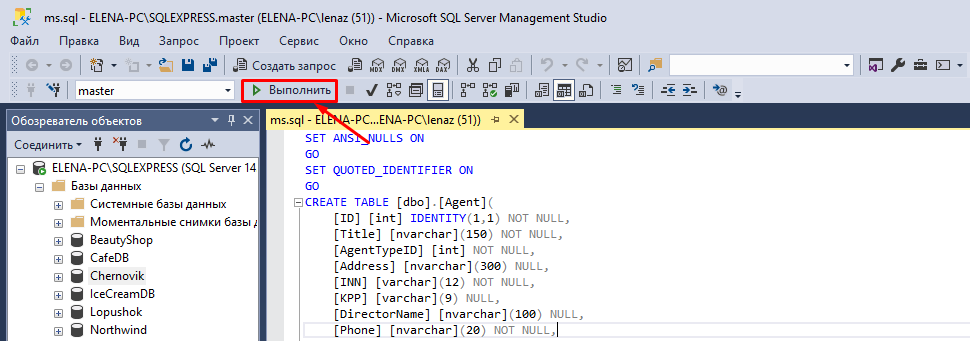 ms.sql - ELENA-PC\SQLEXPRESS.master (ELENA-PC\lenaz (51)) - Microsoft SQL Server Management Studio
Файл Правка Вид Запрос Проект Сервис Окно Справка
Создать запрос MDX DMX XMLA DAX
master Выполнить
Обозреватель объектов
Соединить
ELENA-PC\SQLEXPRESS (SQL Server 14
Базы данных
Системные базы данных
Моментальные снимки базы д
BeautyShop
CafeDB
Chernovik
IceCreamDB
Lopushok
Northwind
ms.sql - ELENA-PC...ENA-PC\lenaz (51))
SET ANSI_NULLS ON
GO
SET QUOTED_IDENTIFIER ON
GO
CREATE TABLE [dbo].[Agent](
[ID] [int] IDENTITY(1,1) NOT NULL,
[Title] [nvarchar](150) NOT NULL,
[AgentTypeID] [int] NOT NULL,
[Address] [nvarchar](300) NULL,
[INN] [varchar](12) NOT NULL,
[KPP] [varchar](9) NULL,
[DirectorName] [nvarchar](100) NULL,
[Phone] [nvarchar](20) NOT NULL,